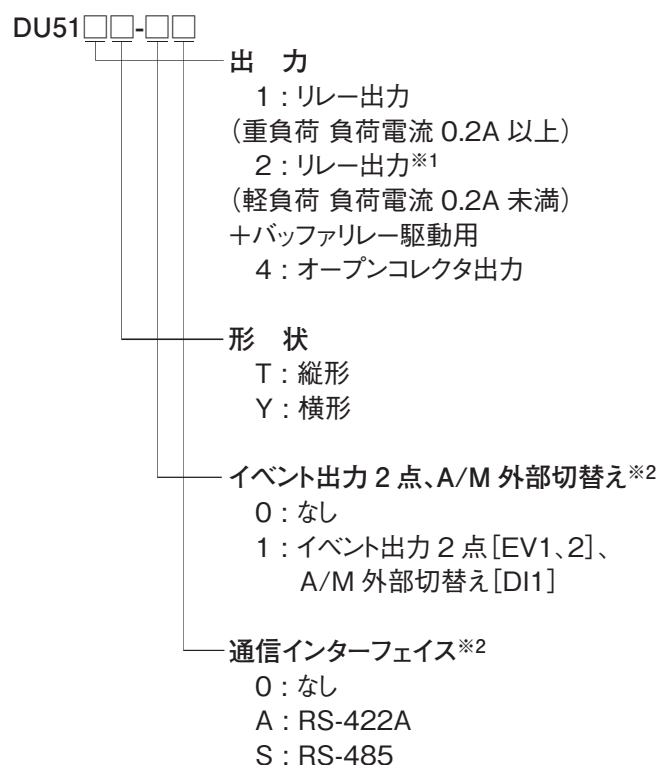 DU51□□-□□
出 力
1：リレー出力
（重負荷 負荷電流 0.2A 以上）
2：リレー出力※1
（軽負荷 負荷電流 0.2A 未満）
＋バッファリレー駆動用
4：オープンコレクタ出力
形 状
T：縦形
Y：横形
イベント出力 2 点、A/M 外部切替え※2
0：なし
1：イベント出力 2 点［EV1、2］、
A/M 外部切替え［DI1］
通信インターフェイス※2
0：なし
A：RS-422A
S：RS-485